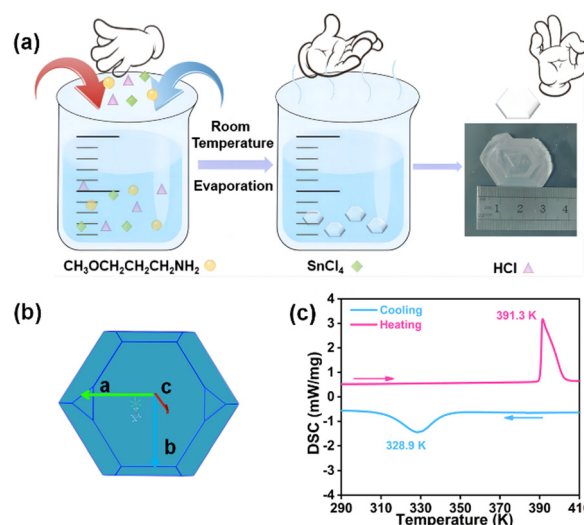 (a)
Room
Temperature
Evaporation
1 2 3 4
CH₃OCH₂CH₂CH₂NH₂
SnCl₄
HCl
(b)
a
c
b
(c)
Cooling
Heating
391.3 K
328.9 K
DSC (mW/mg)
4
3
2
1
0
-1
-2
-3
-4
290 310 330 350 370 390 410
Temperature (K)